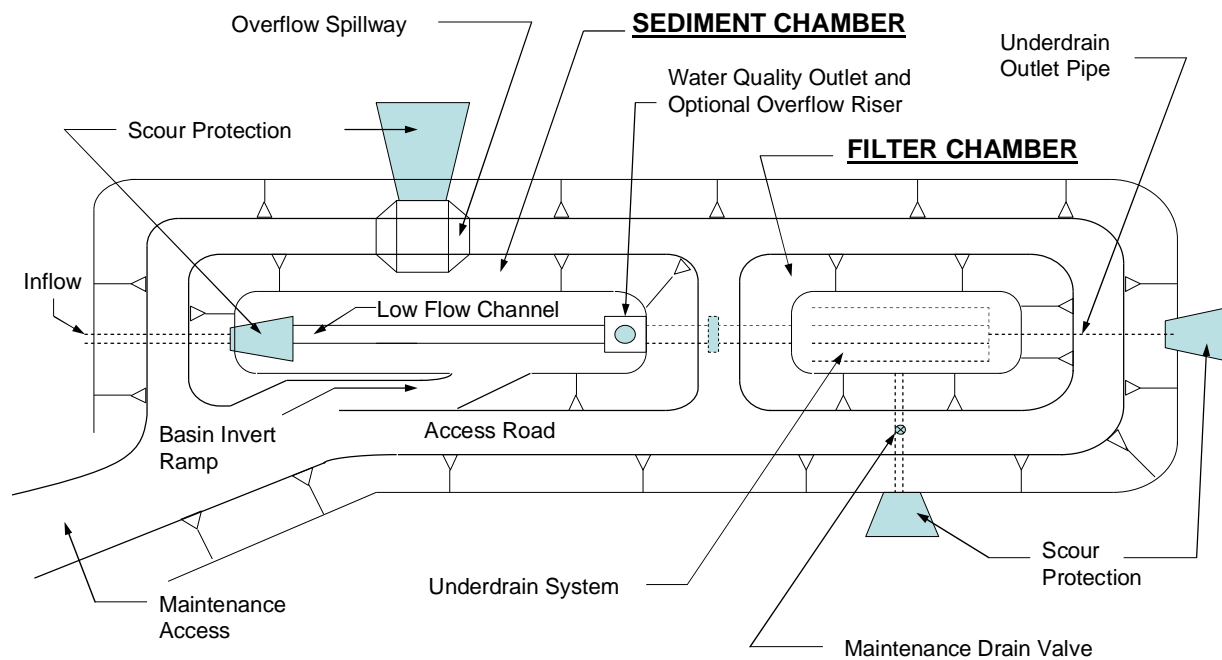 Overflow Spillway
SEDIMENT CHAMBER
Underdrain
Outlet Pipe
Water Quality Outlet and
Optional Overflow Riser
Scour Protection
FILTER CHAMBER
Inflow
Low Flow Channel
Basin Invert
Ramp
Access Road
Underdrain System
Scour
Protection
Maintenance
Access
Maintenance Drain Valve